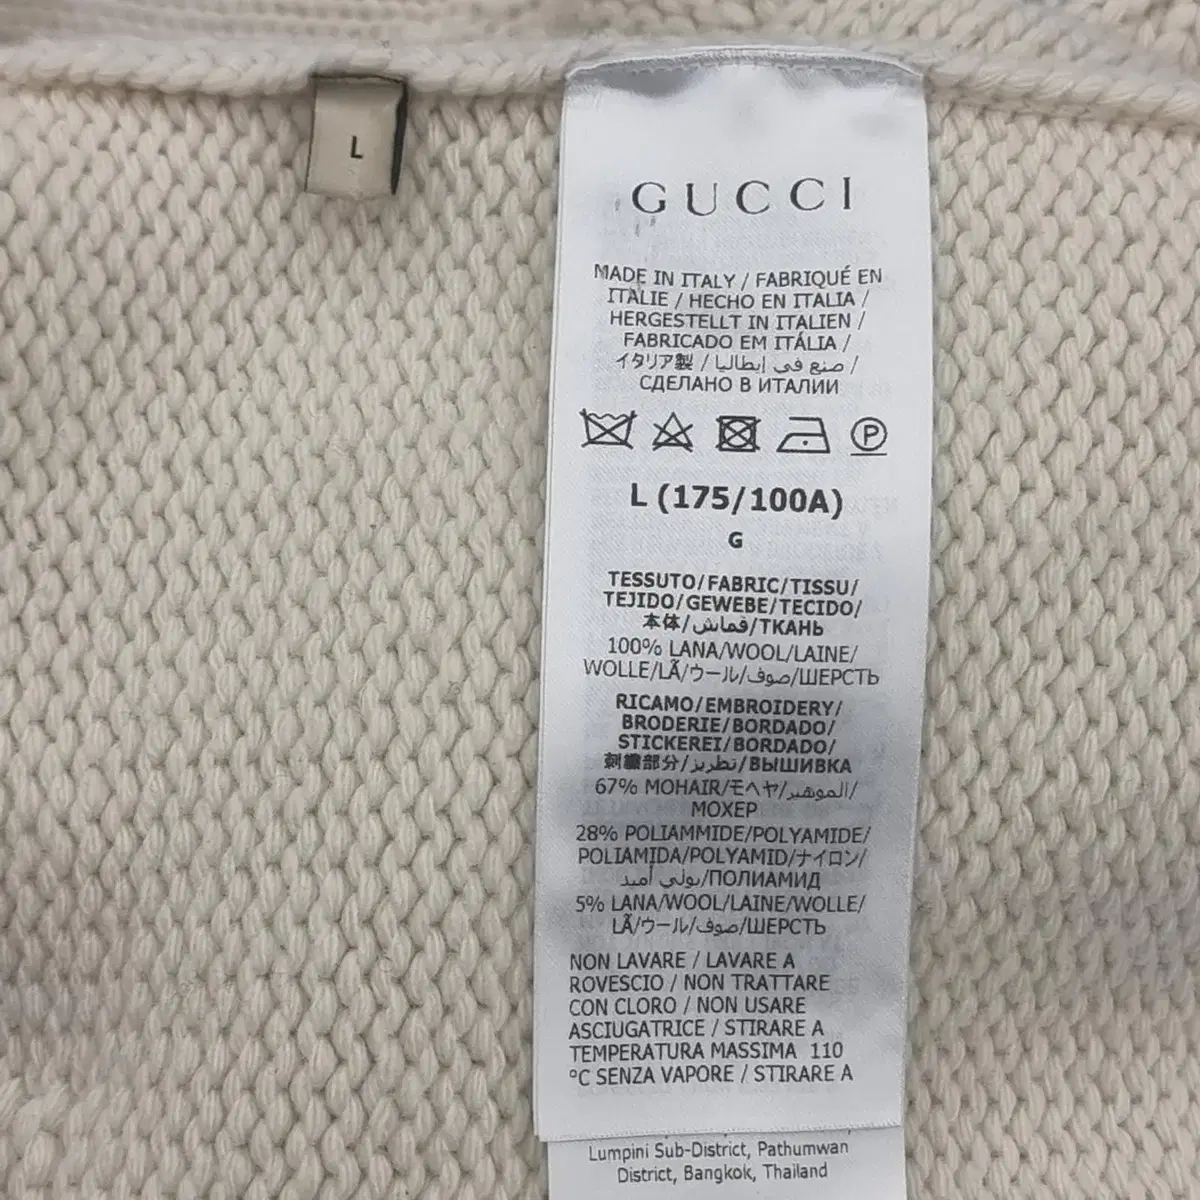 L
GUCCI
MADE IN ITALY / FABRIQUÉ EN
ITALIE / HECHO EN ITALIA /
HERGESTELLT IN ITALIEN /
FABRICADO EM ITÁLIA /
イタリア製 / صنع في إيطاليا /
СДЕЛАНО В ИТАЛИИ
P
L (175/100A)
G
TESSUTO/FABRIC/TISSU/
TEJIDO/GEWEBE/TECIDO/
本体/قماش/ТКАНЬ
100% LANA/WOOL/LAINE/
WOLLE/LÃ/ウール/صوف/ШЕРСТЬ
RICAMO/EMBROIDERY/
BRODERIE/BORDADO/
STICKEREI/BORDADO/
刺繍部分/تطريز/ВЫШИВКА
67% MOHAIR/モヘヤ/الموهير/
МОХЕР
28% POLIAMMIDE/POLYAMIDE/
POLIAMIDA/POLYAMID/ナイロン/
بولي أميد/ПОЛИАМИД
5% LANA/WOOL/LAINE/WOLLE/
LÃ/ウール/صوف/ШЕРСТЬ
NON LAVARE / LAVARE A
ROVESCIO / NON TRATTARE
CON CLORO / NON USARE
ASCIUGATRICE / STIRARE A
TEMPERATURA MASSIMA 110
°C SENZA VAPORE / STIRARE A
Lumpini Sub-District, Pathumwan
District, Bangkok, Thailand